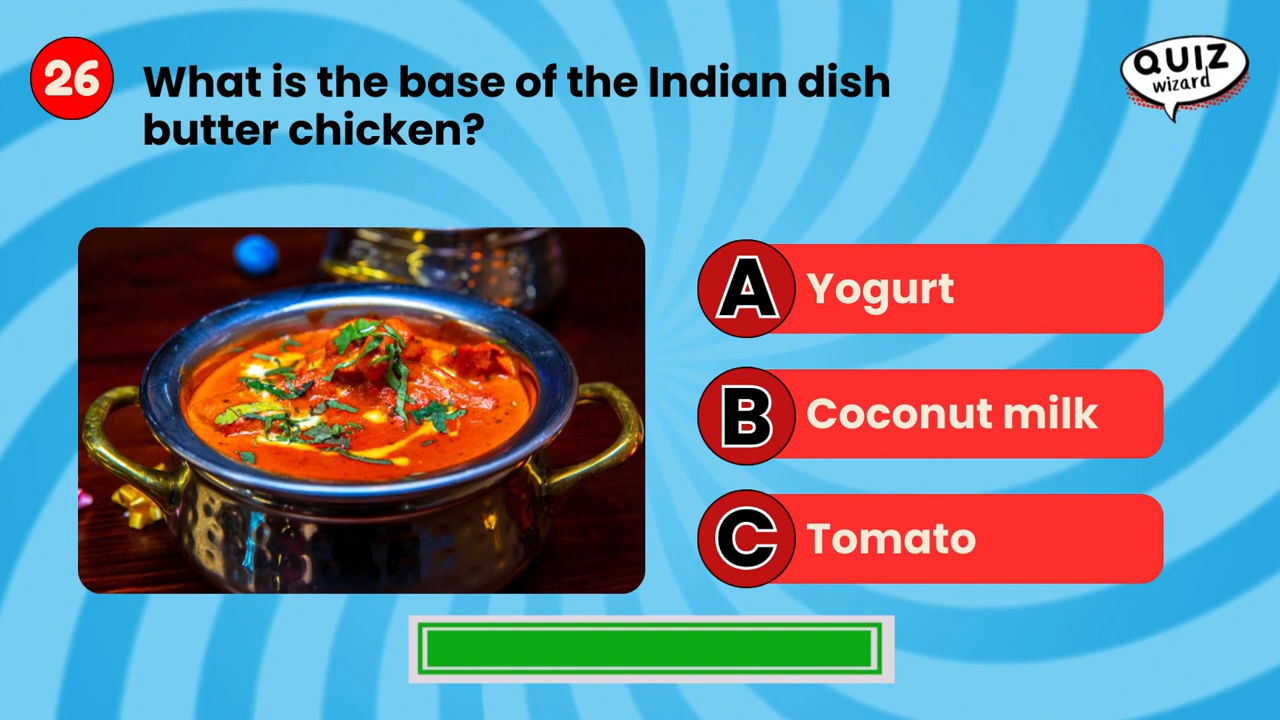 26
What is the base of the Indian dish
butter chicken?
QUIZ
wizard
A Yogurt
B Coconut milk
C Tomato